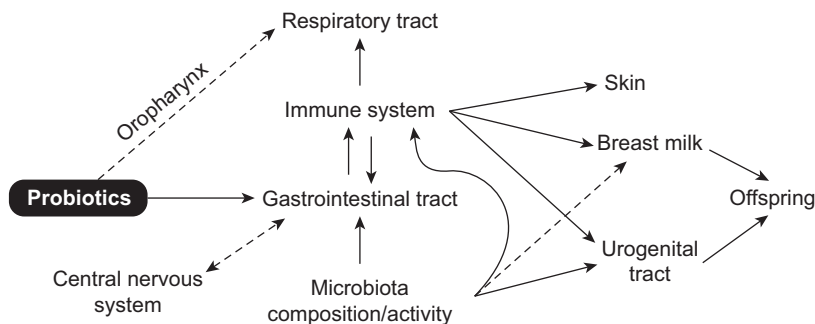 Respiratory tract
Oropharynx
Immune system
Skin
Breast milk
Probiotics
Gastrointestinal tract
Offspring
Urogenital
tract
Central nervous
system
Microbiota
composition/activity